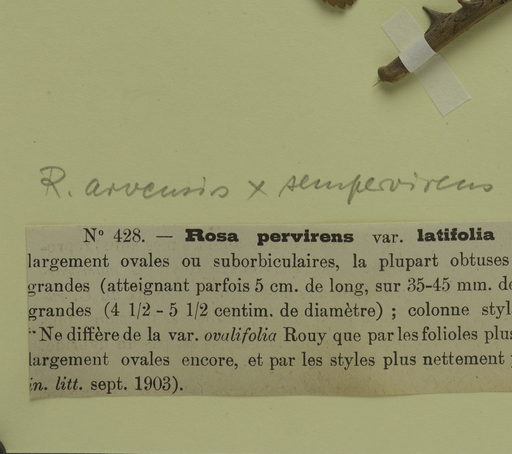 R. arvensis x sempervirens
N° 428. — Rosa pervirens var. latifolia
largement ovales ou suborbiculaires, la plupart obtuses
grandes (atteignant parfois 5 cm. de long, sur 35-45 mm. de
grandes (4 1/2 - 5 1/2 centim. de diamètre) ; colonne styl
Ne diffère de la var. ovalifolia Rouy que par les folioles plus
largement ovales encore, et par les styles plus nettement
in. litt. sept. 1903).